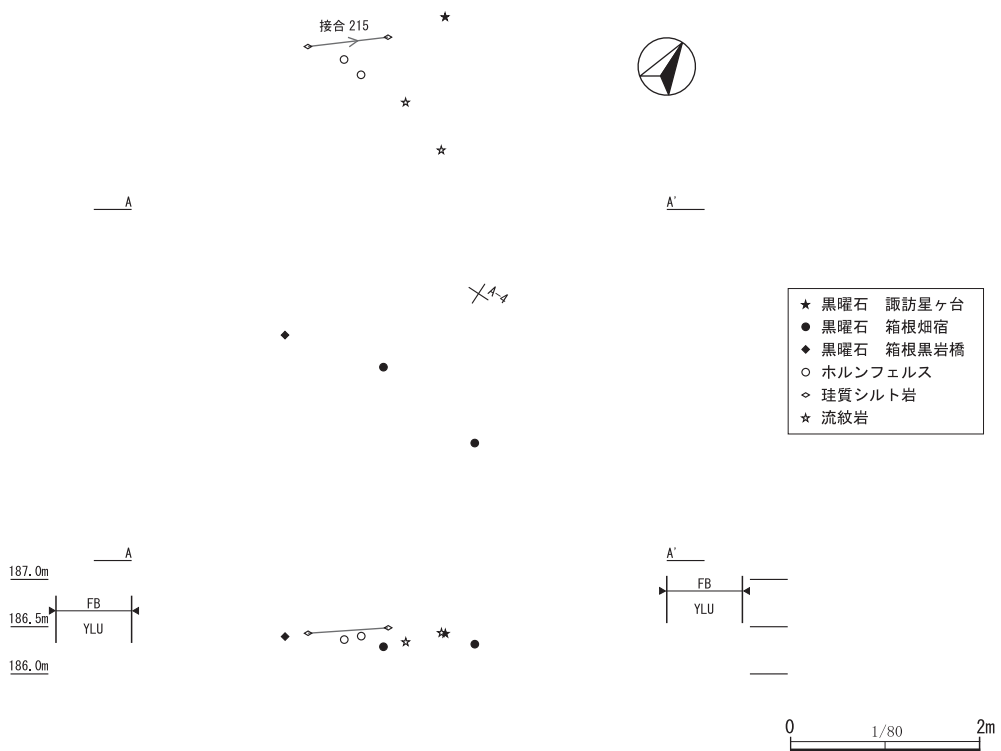 接合 215
A A'
A-4
★ 黒曜石 諏訪星ヶ台
● 黒曜石 箱根畑宿
◆ 黒曜石 箱根黒岩橋
○ ホルンフェルス
◇ 珪質シルト岩
☆ 流紋岩
A A'
187.0m
FB
YLU
FB
YLU
186.5m
186.0m
0 1/80 2m